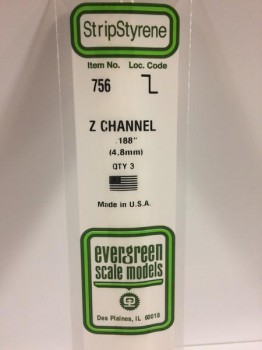 StripStyrene
Item No. Loc. Code
756
Z CHANNEL
.188"
(4.8mm)
QTY 3
Made in U.S.A.
evergreen
scale models
Des Plaines, IL 60018